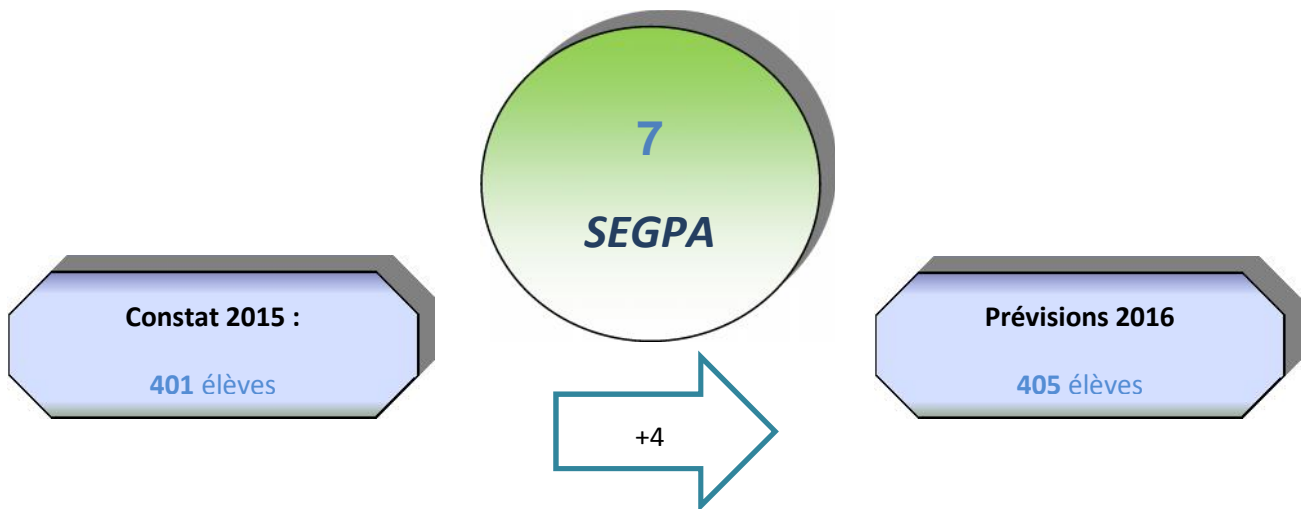 7
SEGPA
Constat 2015 :
401 élèves
+4
Prévisions 2016
405 élèves